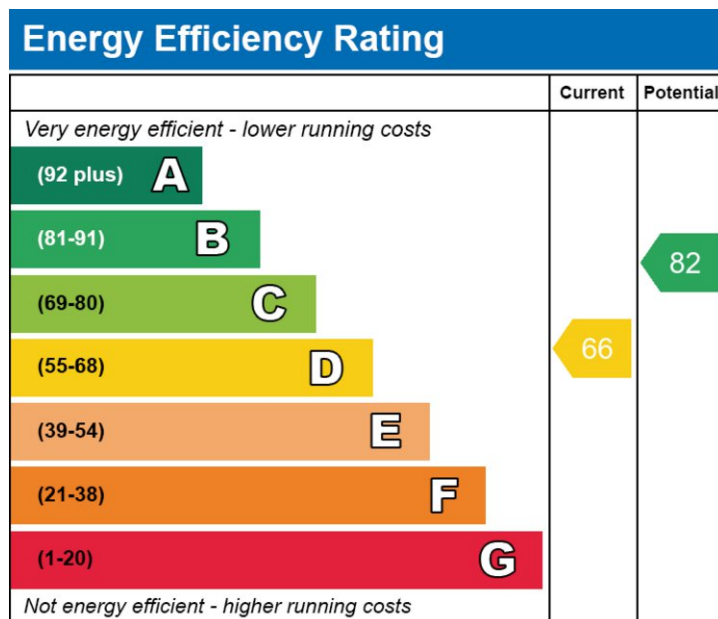 Energy Efficiency Rating
Current Potential
Very energy efficient - lower running costs
(92 plus) A
(81-91) B
82
(69-80) C
(55-68) D
66
(39-54) E
(21-38) F
(1-20) G
Not energy efficient - higher running costs